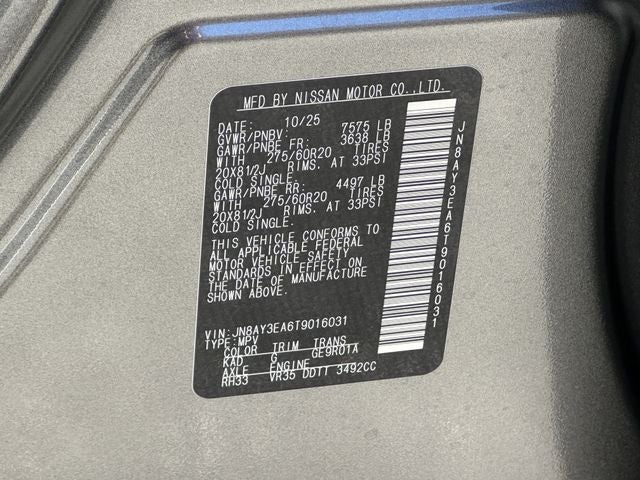 MFD BY NISSAN MOTOR CO.,LTD.
DATE: 10/25
GVWR/PNBV: 7575 LB
GAWR/PNBE FR: 3638 LB
WITH 275/60R20 TIRES
20X81/2J RIMS, AT 33PSI
COLD SINGLE.
GAWR/PNBE RR: 4497 LB
WITH 275/60R20 TIRES
20X81/2J RIMS, AT 33PSI
COLD SINGLE.
THIS VEHICLE CONFORMS TO
ALL APPLICABLE FEDERAL
MOTOR VEHICLE SAFETY
STANDARDS IN EFFECT ON
THE DATE OF MANUFACTURE
SHOWN ABOVE.
VIN:JN8AY3EA6T9016031
TYPE:MPV
COLOR TRIM TRANS
KAD G GE9R01A
AXLE ENGINE
RH33 VR35 DDTT 3492CC
JN8AY3EA6T9016031